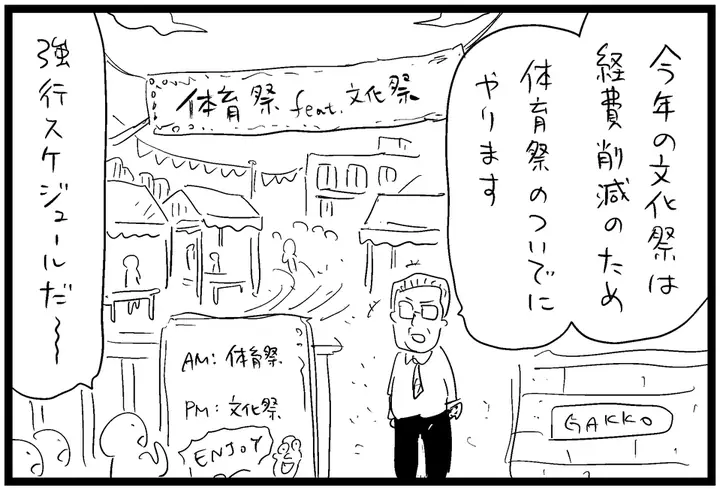 今年の文化祭は
経費削減のため
体育祭のついでに
やります
体育祭 feat. 文化祭
強行スケジュールだ〜
AM: 体育祭
PM: 文化祭
ENJOY
GAKKO